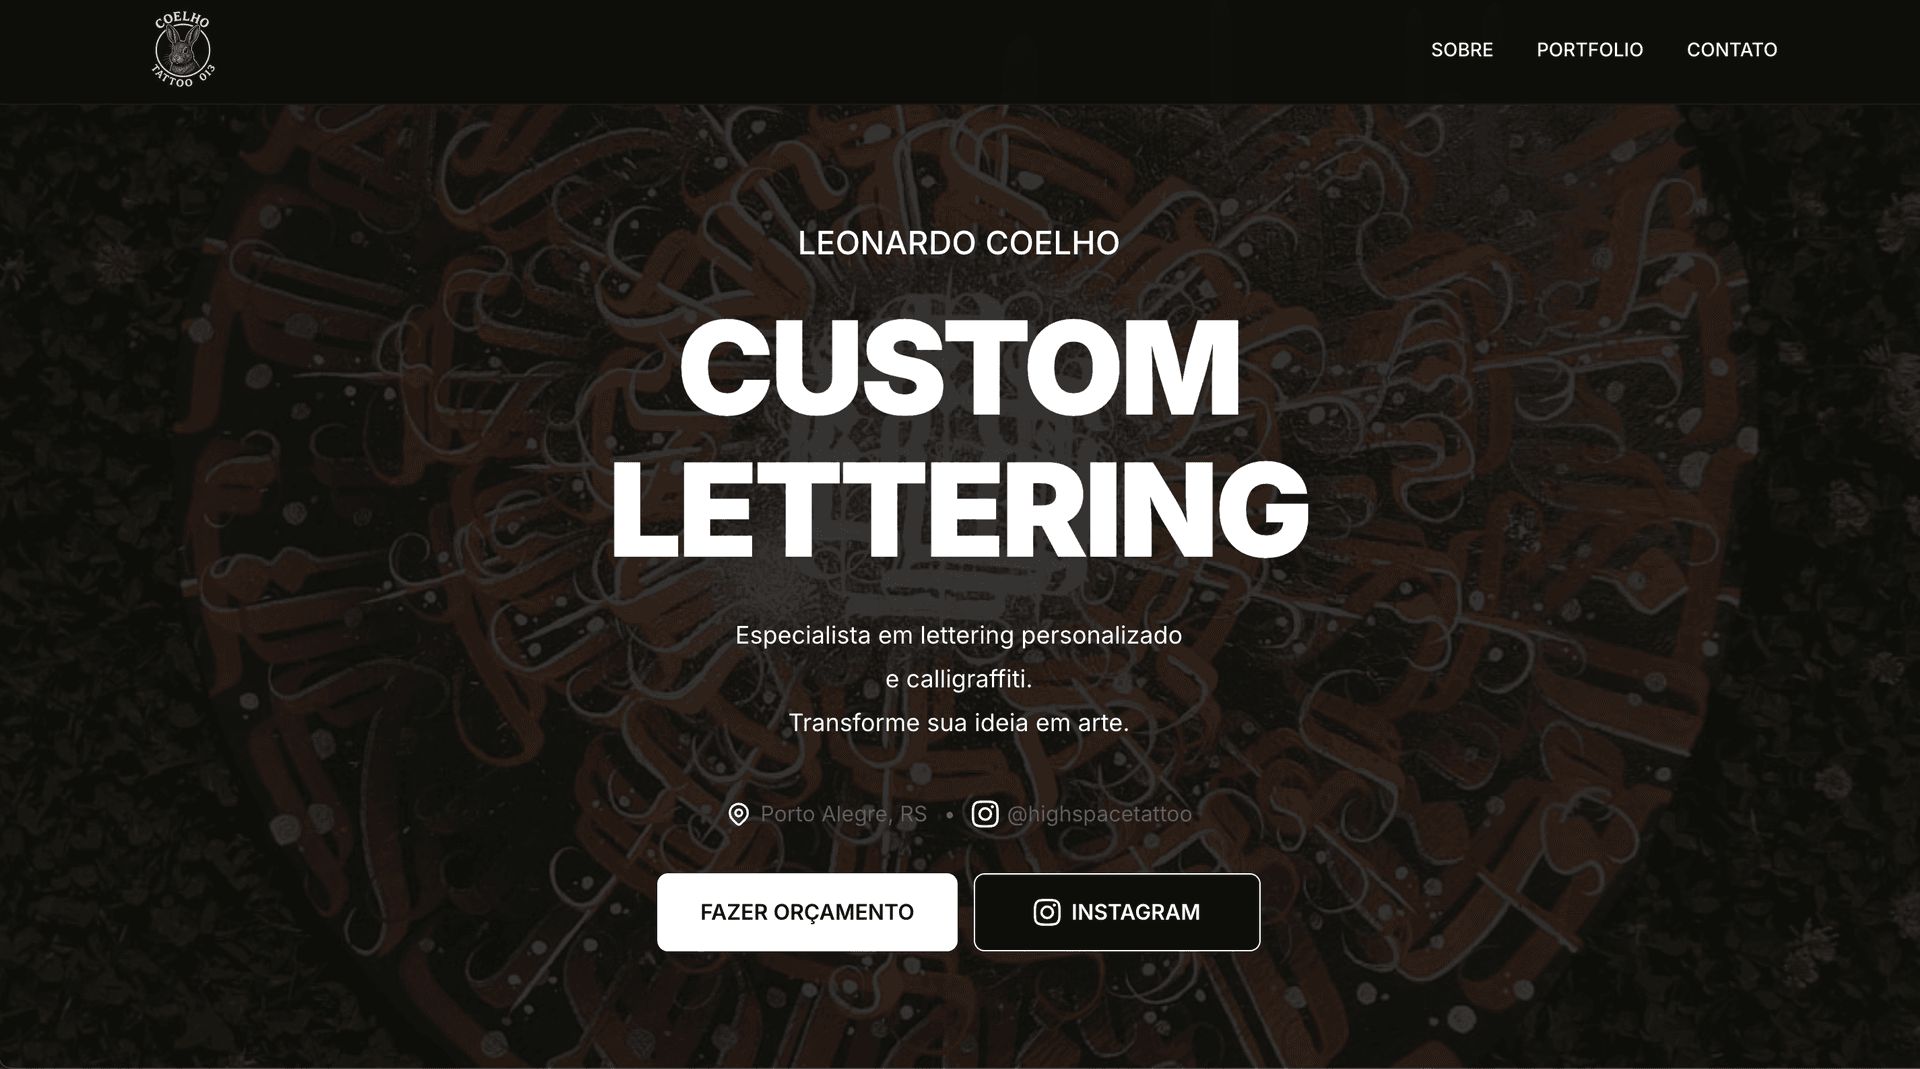 COELHO
TATTOO 013
SOBRE
PORTFOLIO
CONTATO
LEONARDO COELHO
CUSTOM
LETTERING
Especialista em lettering personalizado
e calligraffiti.
Transforme sua ideia em arte.
Porto Alegre, RS • @highspacetattoo
FAZER ORÇAMENTO
INSTAGRAM